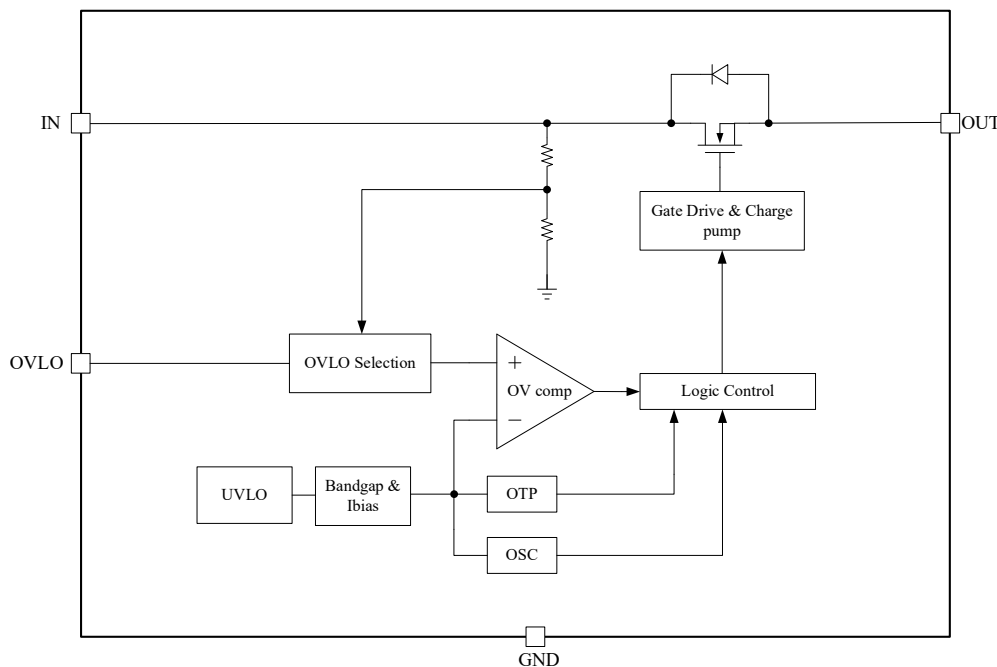 IN
OUT
Gate Drive & Charge
pump
OVLO
OVLO Selection
+
OV comp
−
Logic Control
UVLO
Bandgap &
Ibias
OTP
OSC
GND